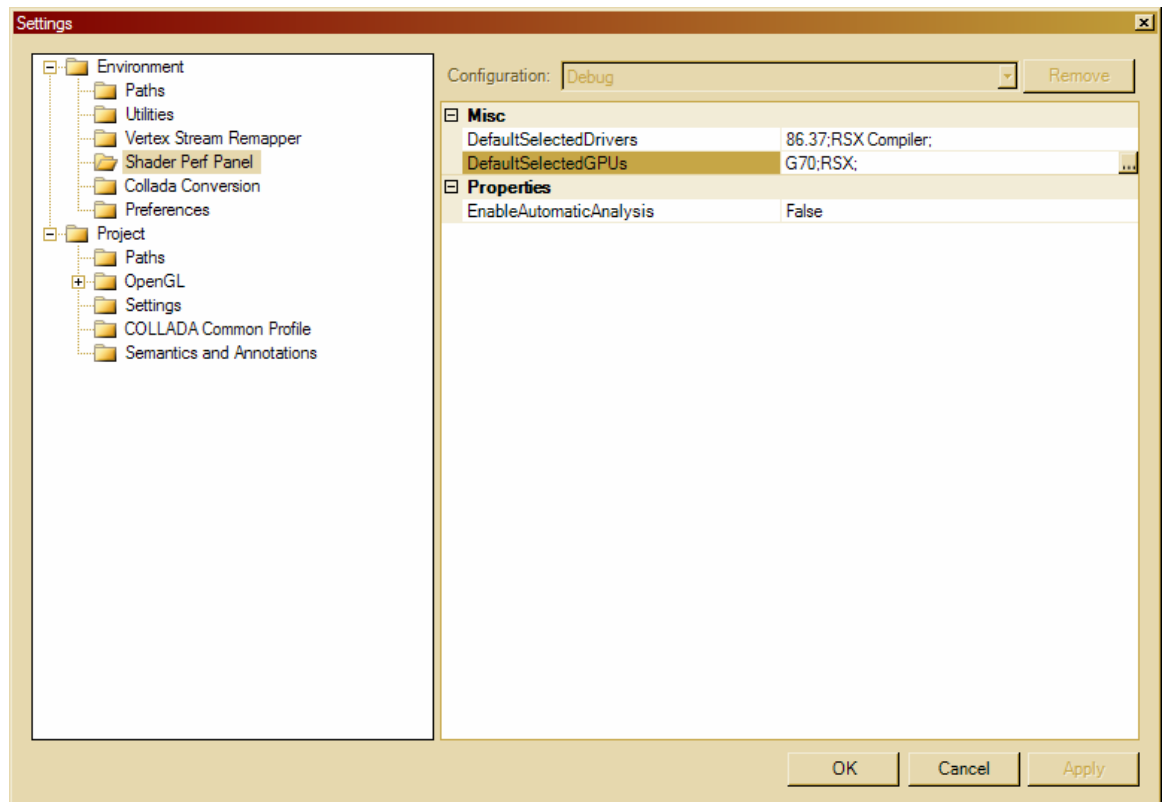 Settings
Environment
Paths
Utilities
Vertex Stream Remapper
Shader Perf Panel
Collada Conversion
Preferences
Project
Paths
OpenGL
Settings
COLLADA Common Profile
Semantics and Annotations
Configuration: Debug Remove
Misc
DefaultSelectedDrivers 86.37;RSX Compiler;
DefaultSelectedGPUs G70;RSX; ...
Properties
EnableAutomaticAnalysis False
OK Cancel Apply